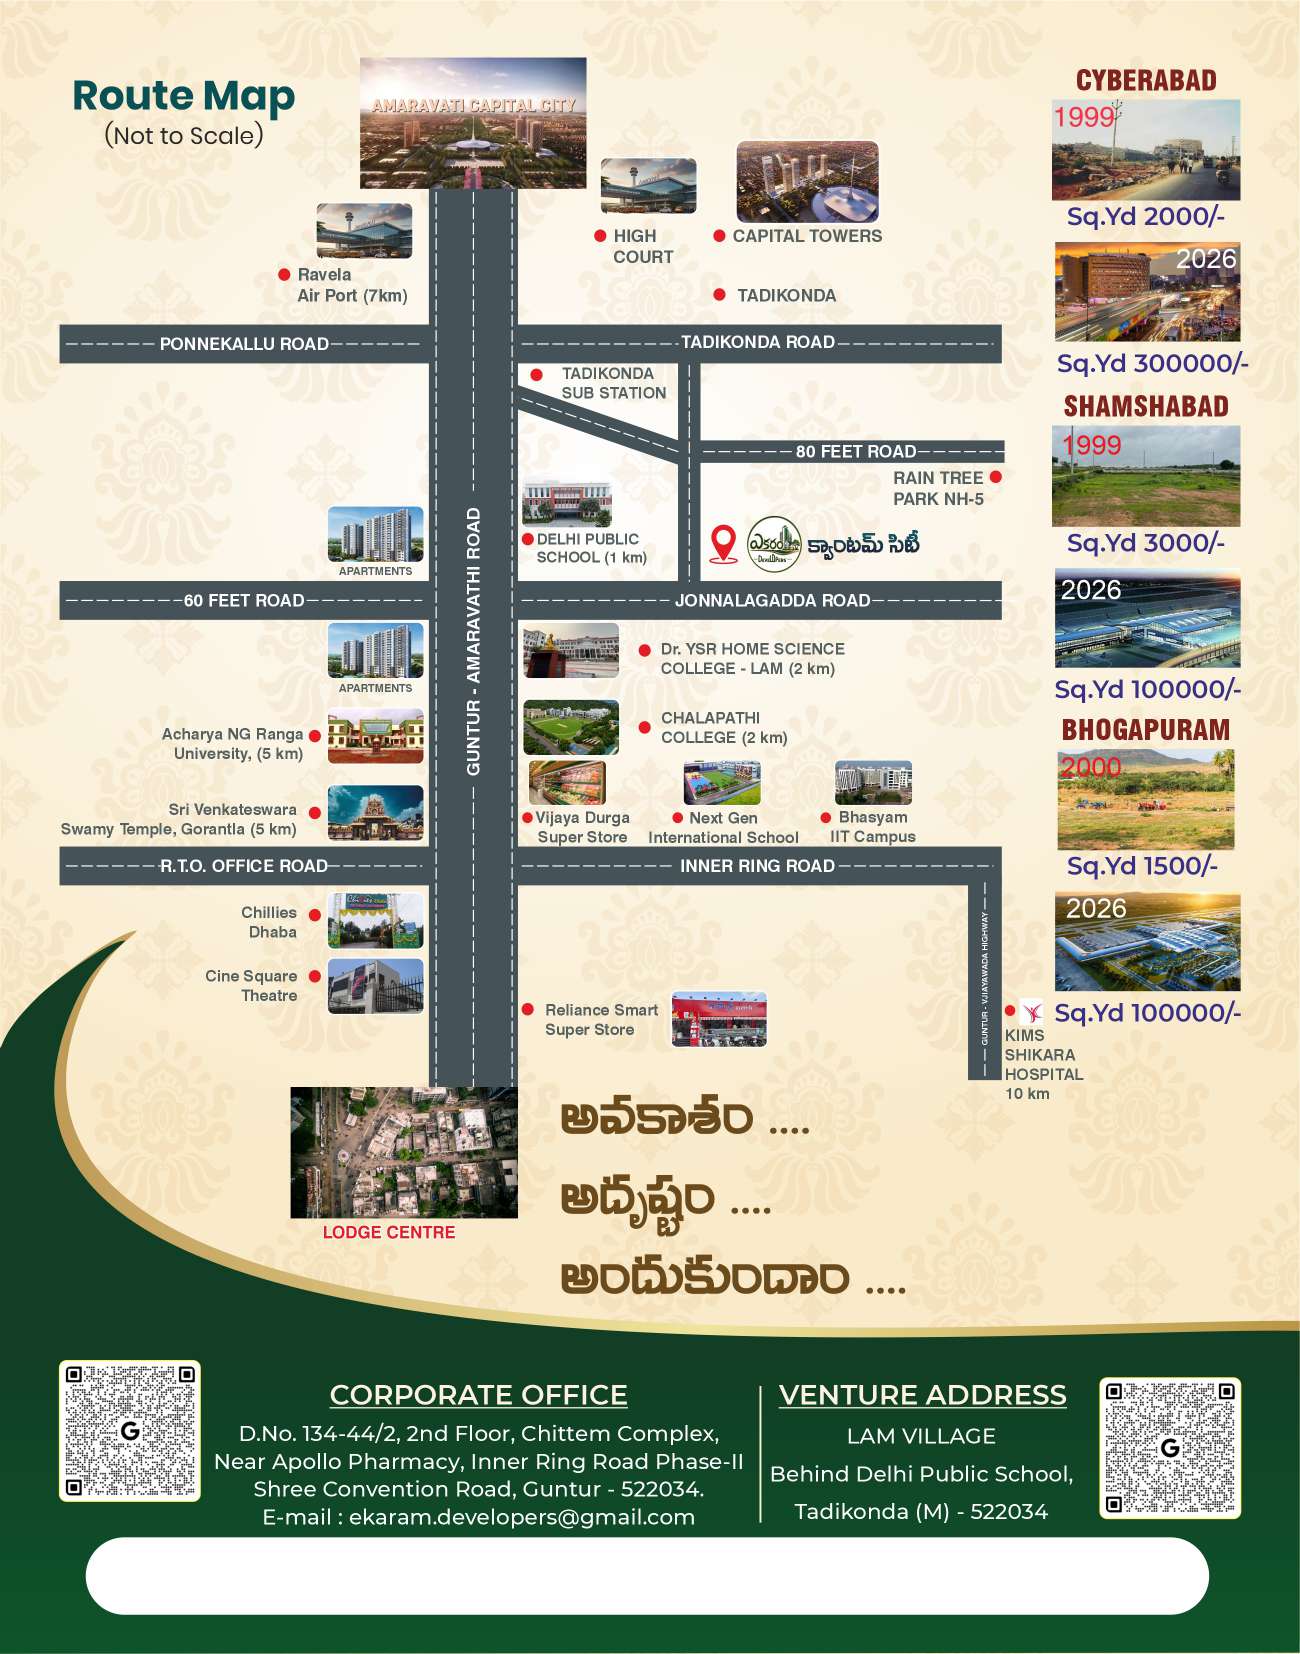 Route Map
(Not to Scale)
AMARAVATI CAPITAL CITY
HIGH
COURT
CAPITAL TOWERS
Ravela
Air Port (7km)
TADIKONDA
PONNEKALLU ROAD
TADIKONDA ROAD
TADIKONDA
SUB STATION
80 FEET ROAD
RAIN TREE
PARK NH-5
GUNTUR - AMARAVATHI ROAD
DELHI PUBLIC
SCHOOL (1 km)
ఏకరం
DEVELOPERS
క్వాంటమ్ సిటీ
APARTMENTS
60 FEET ROAD
JONNALAGADDA ROAD
Dr. YSR HOME SCIENCE
COLLEGE - LAM (2 km)
APARTMENTS
CHALAPATHI
COLLEGE (2 km)
Acharya NG Ranga
University, (5 km)
Sri Venkateswara
Swamy Temple, Gorantla (5 km)
Vijaya Durga
Super Store
Next Gen
International School
Bhasyam
IIT Campus
R.T.O. OFFICE ROAD
INNER RING ROAD
Chillies
Dhaba
Cine Square
Theatre
Reliance Smart
Super Store
GUNTUR - VJIAYAWADA HIGHWAY
KIMS
SHIKARA
HOSPITAL
10 km
LODGE CENTRE
CYBERABAD
1999
Sq.Yd 2000/-
2026
Sq.Yd 300000/-
SHAMSHABAD
1999
Sq.Yd 3000/-
2026
Sq.Yd 100000/-
BHOGAPURAM
2000
Sq.Yd 1500/-
2026
Sq.Yd 100000/-
అవకాశం ....
అదృష్టం ....
అందుకుందాం ....
CORPORATE OFFICE
D.No. 134-44/2, 2nd Floor, Chittem Complex,
Near Apollo Pharmacy, Inner Ring Road Phase-II
Shree Convention Road, Guntur - 522034.
E-mail : ekaram.developers@gmail.com
VENTURE ADDRESS
LAM VILLAGE
Behind Delhi Public School,
Tadikonda (M) - 522034